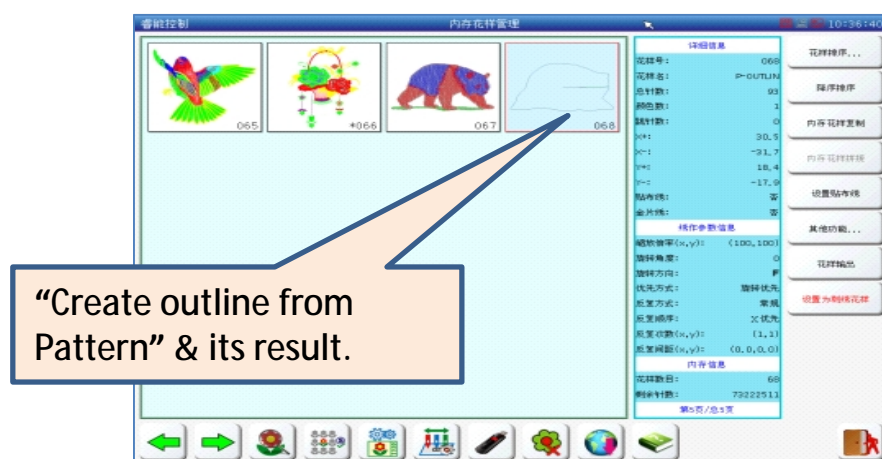 睿能控制 内存花样管理 10:36:40
065 *066 067 068
详细信息
花样号: 068
花样名: P-OUTLIN
总针数: 93
颜色数: 1
跳针数: 0
X+: 30.5
X-: -31.7
Y+: 18.4
Y-: -17.9
贴布绣: 否
金片绣: 否
绣作参数信息
缩放倍率(x,y): (100,100)
旋转角度: 0
旋转方向: F
优先方式: 旋转优先
反复方式: 常规
反复顺序: X优先
反复次数(x,y): (1,1)
反复间距(x,y): (0.0,0.0)
内存信息
花样数目: 68
剩余针数: 73222511
第5页/总5页
花样排序...
降序排序
内存花样复制
内存花样拼接
设置贴布绣
其他功能...
花样输出
设置为刺绣花样
“Create outline from
Pattern” & its result.